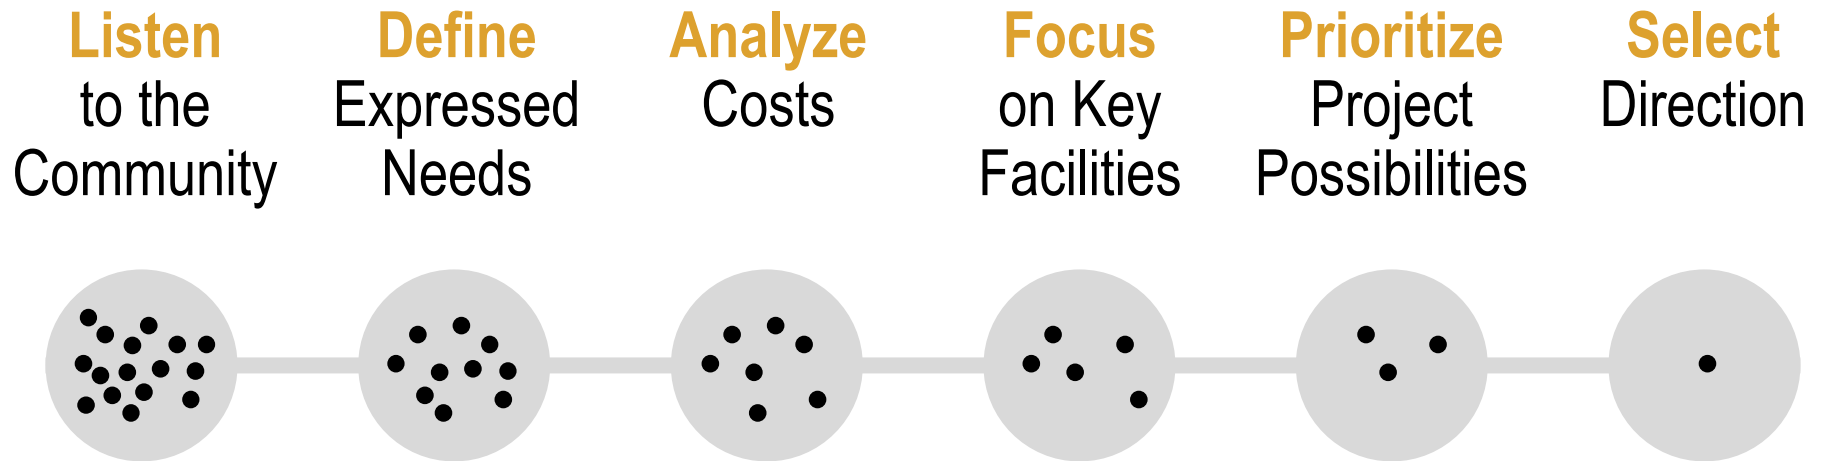 Listen
to the
Community
Define
Expressed
Needs
Analyze
Costs
Focus
on Key
Facilities
Prioritize
Project
Possibilities
Select
Direction